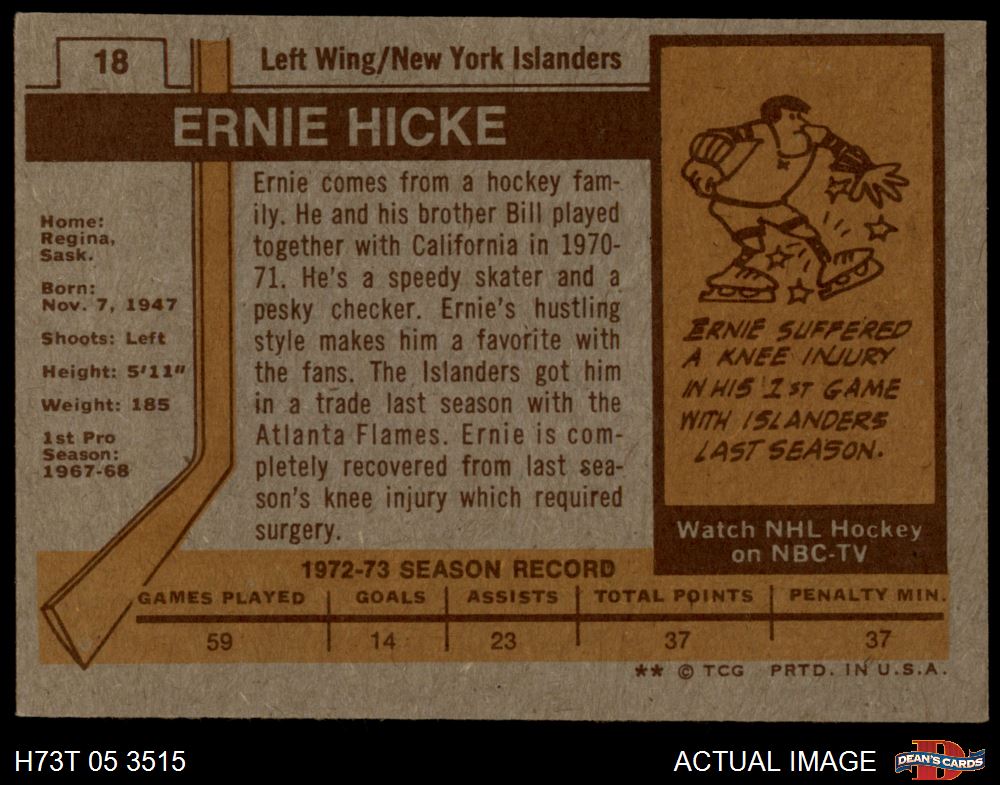 18
Left Wing/New York Islanders
ERNIE HICKE
Home:
Regina,
Sask.
Born:
Nov. 7, 1947
Shoots: Left
Height: 5'11"
Weight: 185
1st Pro
Season:
1967-68
Ernie comes from a hockey fam-
ily. He and his brother Bill played
together with California in 1970-
71. He's a speedy skater and a
pesky checker. Ernie's hustling
style makes him a favorite with
the fans. The Islanders got him
in a trade last season with the
Atlanta Flames. Ernie is com-
pletely recovered from last sea-
son's knee injury which required
surgery.
ERNIE SUFFERED
A KNEE INJURY
IN HIS 1ST GAME
WITH ISLANDERS
LAST SEASON.
Watch NHL Hockey
on NBC-TV
1972-73 SEASON RECORD
GAMES PLAYED GOALS ASSISTS TOTAL POINTS PENALTY MIN.
59 14 23 37 37
** © TCG PRTD. IN U.S.A.
H73T 05 3515
ACTUAL IMAGE
D
DEAN'S CARDS